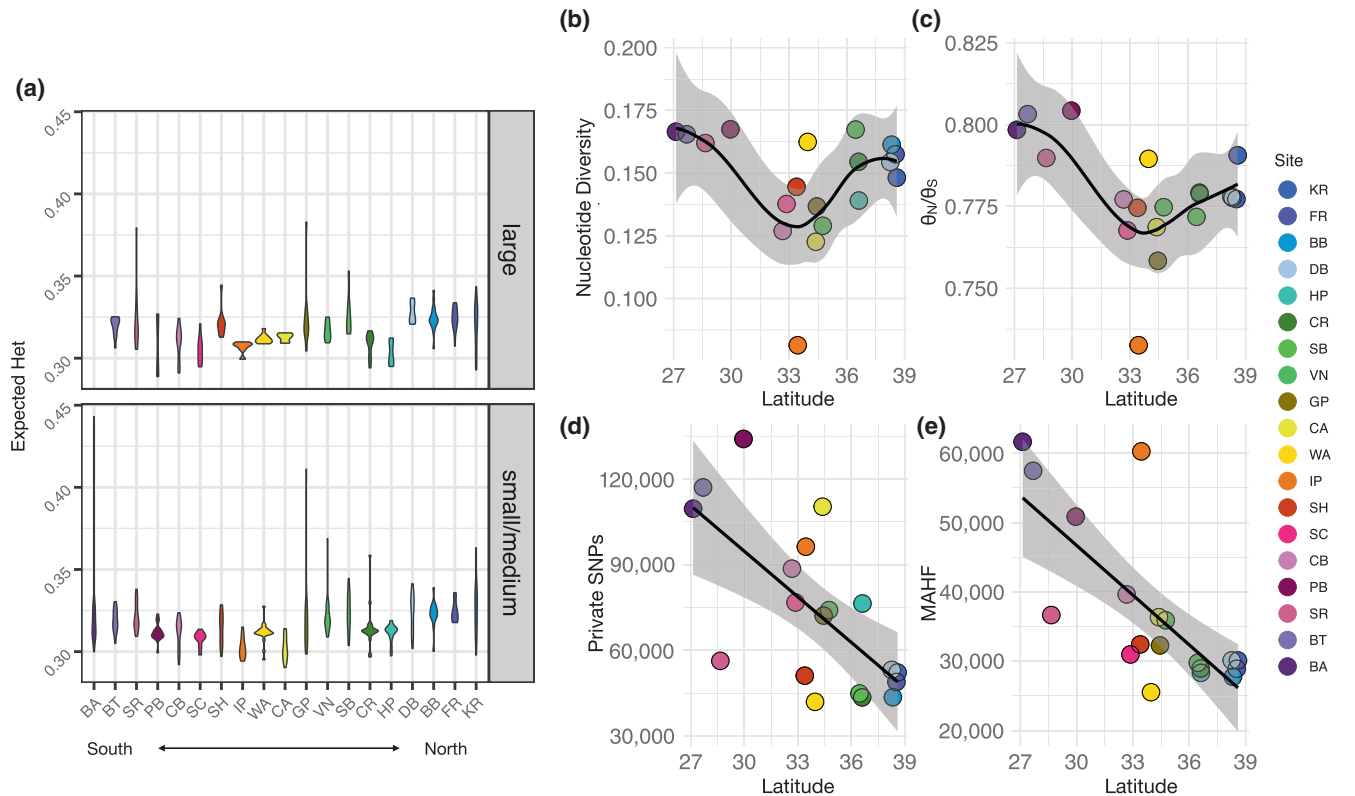 (a)
Expected Het
0.45
0.40
0.35
0.30
large
0.45
0.40
0.35
0.30
small/medium
BA BT SR PB CB SC SH IP WA CA GP VN SB CR HP DB BB FR KR
South North
(b)
Nucleotide Diversity
0.200
0.175
0.150
0.125
0.100
27 30 33 36 39
Latitude
(c)
θN/θS
0.825
0.800
0.775
0.750
27 30 33 36 39
Latitude
(d)
Private SNPs
120,000
90,000
60,000
30,000
27 30 33 36 39
Latitude
(e)
MAHF
60,000
50,000
40,000
30,000
20,000
27 30 33 36 39
Latitude
Site
KR
FR
BB
DB
HP
CR
SB
VN
GP
CA
WA
IP
SH
SC
CB
PB
SR
BT
BA